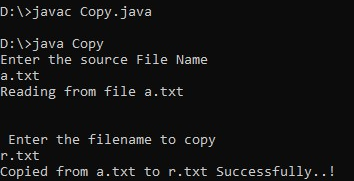 D:\>javac Copy.java
D:\>java Copy
Enter the source File Name
a.txt
Reading from file a.txt
Enter the filename to copy
r.txt
Copied from a.txt to r.txt Successfully..!